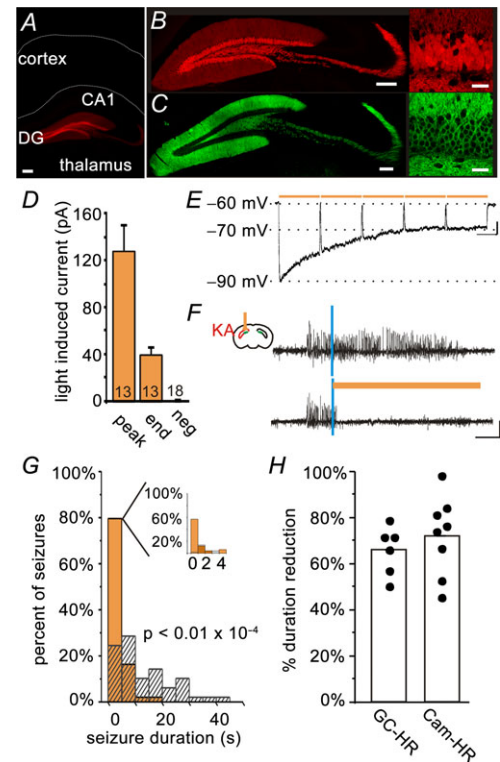 A
cortex
CA1
DG
thalamus
B
C
D
light induced current (pA)
160
120
80
40
0
13
13
18
peak
end
neg
E
−60 mV
−70 mV
−90 mV
F
KA
G
percent of seizures
100%
80%
60%
40%
20%
0%
100%
60%
20%
0 2 4 6
p < 0.01 x 10⁻⁴
0 20 40
seizure duration (s)
H
% duration reduction
100%
80%
60%
40%
20%
0%
GC-HR
Cam-HR